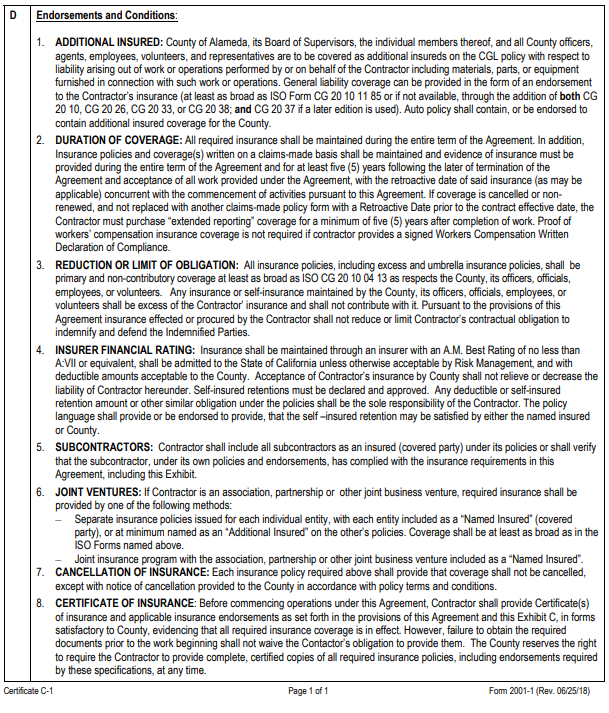 D Endorsements and Conditions:
1. ADDITIONAL INSURED: County of Alameda, its Board of Supervisors, the individual members thereof, and all County officers,
agents, employees, volunteers, and representatives are to be covered as additional insureds on the CGL policy with respect to
liability arising out of work or operations performed by or on behalf of the Contractor including materials, parts, or equipment
furnished in connection with such work or operations. General liability coverage can be provided in the form of an endorsement
to the Contractor's insurance (at least as broad as ISO Form CG 20 10 11 85 or if not available, through the addition of both CG
20 10, CG 20 26, CG 20 33, or CG 20 38; and CG 20 37 if a later edition is used). Auto policy shall contain, or be endorsed to
contain additional insured coverage for the County.
2. DURATION OF COVERAGE: All required insurance shall be maintained during the entire term of the Agreement. In addition,
Insurance policies and coverage(s) written on a claims-made basis shall be maintained and evidence of insurance must be
provided during the entire term of the Agreement and for at least five (5) years following the later of termination of the
Agreement and acceptance of all work provided under the Agreement, with the retroactive date of said insurance (as may be
applicable) concurrent with the commencement of activities pursuant to this Agreement. If coverage is cancelled or non-
renewed, and not replaced with another claims-made policy form with a Retroactive Date prior to the contract effective date, the
Contractor must purchase "extended reporting" coverage for a minimum of five (5) years after completion of work. Proof of
workers' compensation insurance coverage is not required if contractor provides a signed Workers Compensation Written
Declaration of Compliance.
3. REDUCTION OR LIMIT OF OBLIGATION: All insurance policies, including excess and umbrella insurance policies, shall be
primary and non-contributory coverage at least as broad as ISO CG 20 10 04 13 as respects the County, its officers, officials,
employees, or volunteers. Any insurance or self-insurance maintained by the County, its officers, officials, employees, or
volunteers shall be excess of the Contractor' insurance and shall not contribute with it. Pursuant to the provisions of this
Agreement insurance effected or procured by the Contractor shall not reduce or limit Contractor's contractual obligation to
indemnify and defend the Indemnified Parties.
4. INSURER FINANCIAL RATING: Insurance shall be maintained through an insurer with an A.M. Best Rating of no less than
A:VII or equivalent, shall be admitted to the State of California unless otherwise acceptable by Risk Management, and with
deductible amounts acceptable to the County. Acceptance of Contractor's insurance by County shall not relieve or decrease the
liability of Contractor hereunder. Self-insured retentions must be declared and approved. Any deductible or self-insured
retention amount or other similar obligation under the policies shall be the sole responsibility of the Contractor. The policy
language shall provide or be endorsed to provide, that the self –insured retention may be satisfied by either the named insured
or County.
5. SUBCONTRACTORS: Contractor shall include all subcontractors as an insured (covered party) under its policies or shall verify
that the subcontractor, under its own policies and endorsements, has complied with the insurance requirements in this
Agreement, including this Exhibit.
6. JOINT VENTURES: If Contractor is an association, partnership or other joint business venture, required insurance shall be
provided by one of the following methods:
– Separate insurance policies issued for each individual entity, with each entity included as a "Named Insured" (covered
party), or at minimum named as an "Additional Insured" on the other's policies. Coverage shall be at least as broad as in the
ISO Forms named above.
– Joint insurance program with the association, partnership or other joint business venture included as a "Named Insured".
7. CANCELLATION OF INSURANCE: Each insurance policy required above shall provide that coverage shall not be cancelled,
except with notice of cancellation provided to the County in accordance with policy terms and conditions.
8. CERTIFICATE OF INSURANCE: Before commencing operations under this Agreement, Contractor shall provide Certificate(s)
of insurance and applicable insurance endorsements as set forth in the provisions of this Agreement and this Exhibit C, in forms
satisfactory to County, evidencing that all required insurance coverage is in effect. However, failure to obtain the required
documents prior to the work beginning shall not waive the Contactor's obligation to provide them. The County reserves the right
to require the Contractor to provide complete, certified copies of all required insurance policies, including endorsements required
by these specifications, at any time.
Certificate C-1 Page 1 of 1 Form 2001-1 (Rev. 06/25/18)